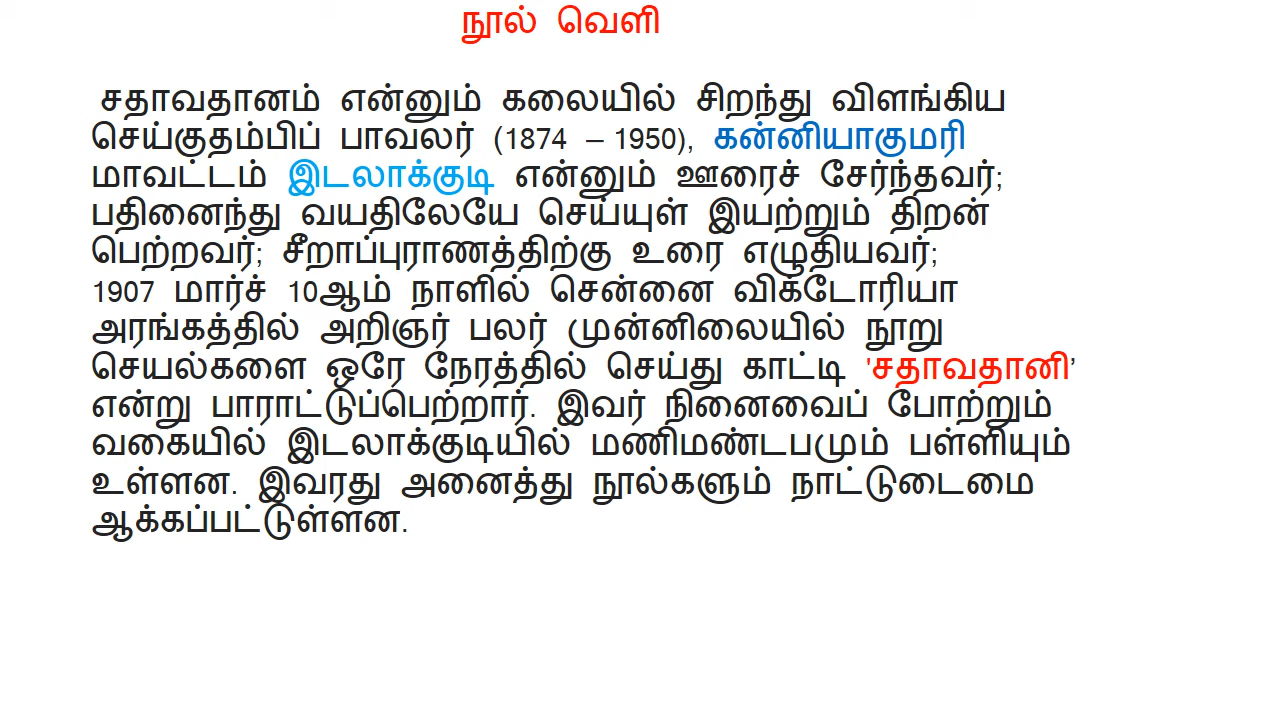 நூல் வெளி
சதாவதானம் என்னும் கலையில் சிறந்து விளங்கிய
செய்குதம்பிப் பாவலர் (1874 – 1950), கன்னியாகுமரி
மாவட்டம் இடலாக்குடி என்னும் ஊரைச் சேர்ந்தவர்;
பதினைந்து வயதிலேயே செய்யுள் இயற்றும் திறன்
பெற்றவர்; சீறாப்புராணத்திற்கு உரை எழுதியவர்;
1907 மார்ச் 10ஆம் நாளில் சென்னை விக்டோரியா
அரங்கத்தில் அறிஞர் பலர் முன்னிலையில் நூறு
செயல்களை ஒரே நேரத்தில் செய்து காட்டி 'சதாவதானி’
என்று பாராட்டுப்பெற்றார். இவர் நினைவைப் போற்றும்
வகையில் இடலாக்குடியில் மணிமண்டபமும் பள்ளியும்
உள்ளன. இவரது அனைத்து நூல்களும் நாட்டுடைமை
ஆக்கப்பட்டுள்ளன.